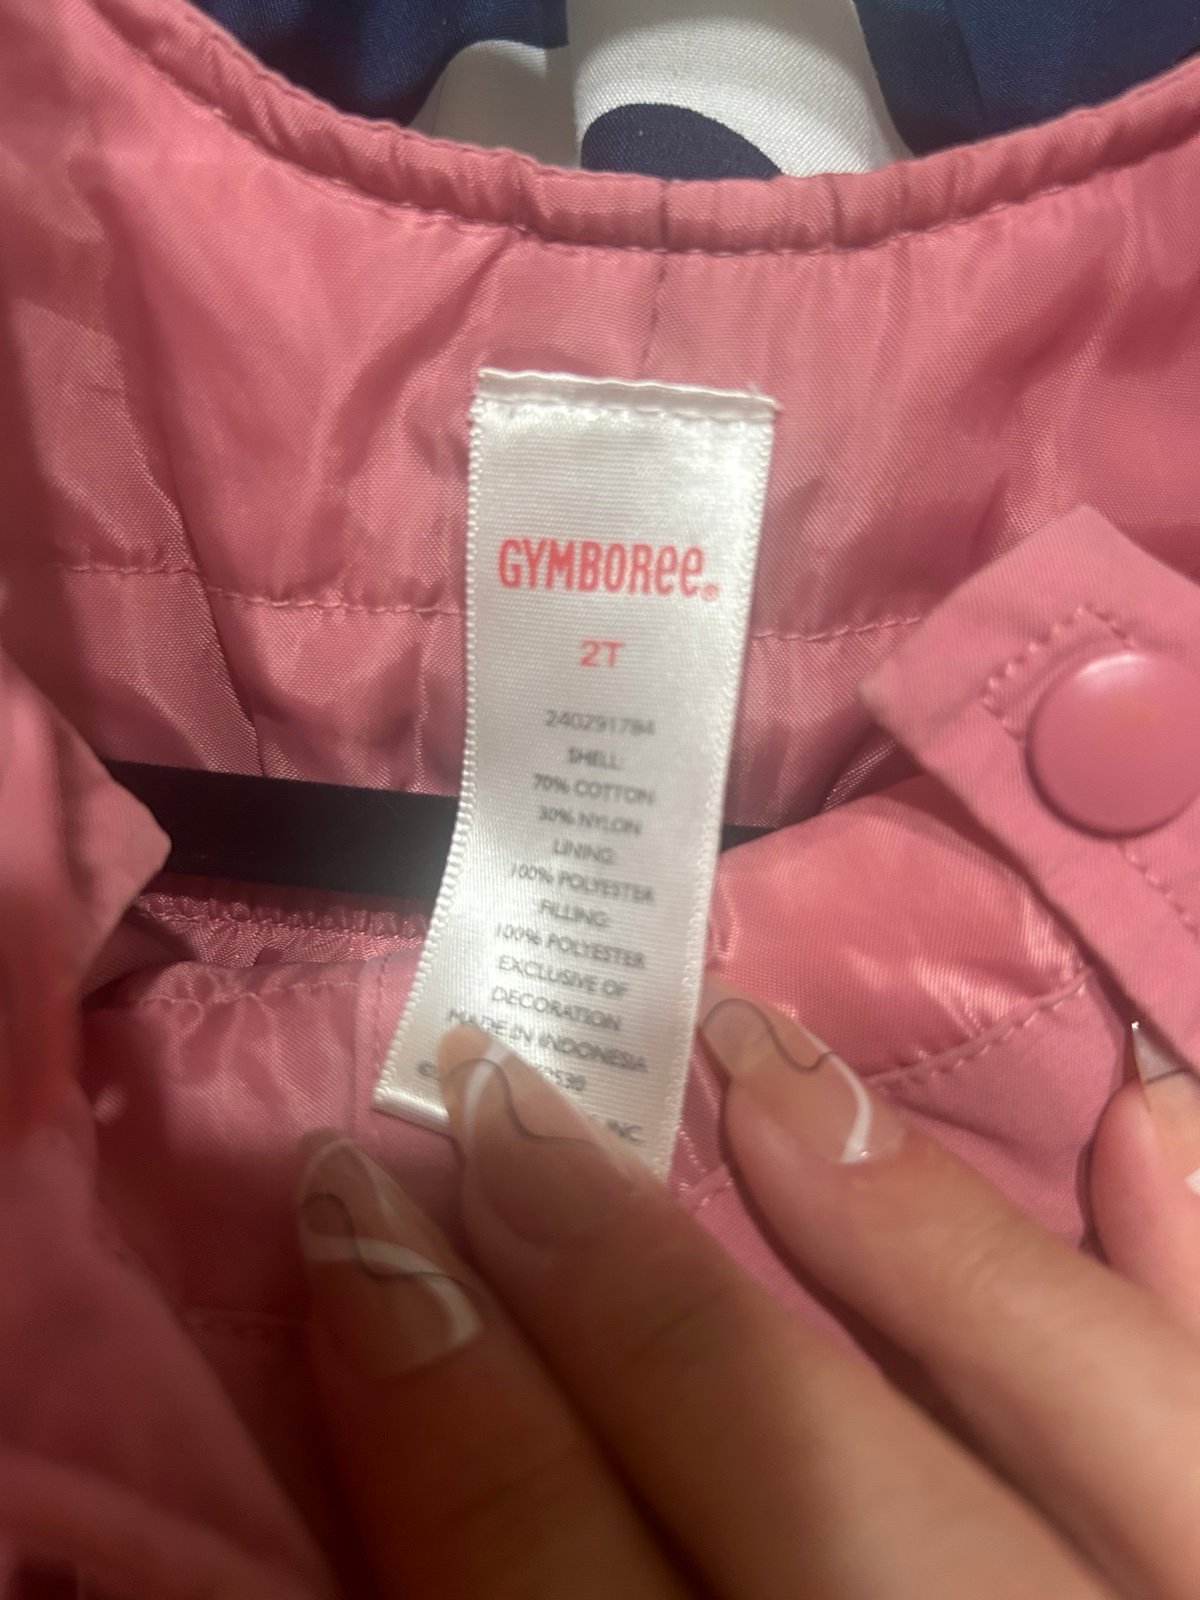 GYMBOREE®
2T
240291784
SHELL:
70% COTTON
30% NYLON
LINING:
100% POLYESTER
FILLING:
100% POLYESTER
EXCLUSIVE OF
DECORATION
MADE IN INDONESIA
©
INC.